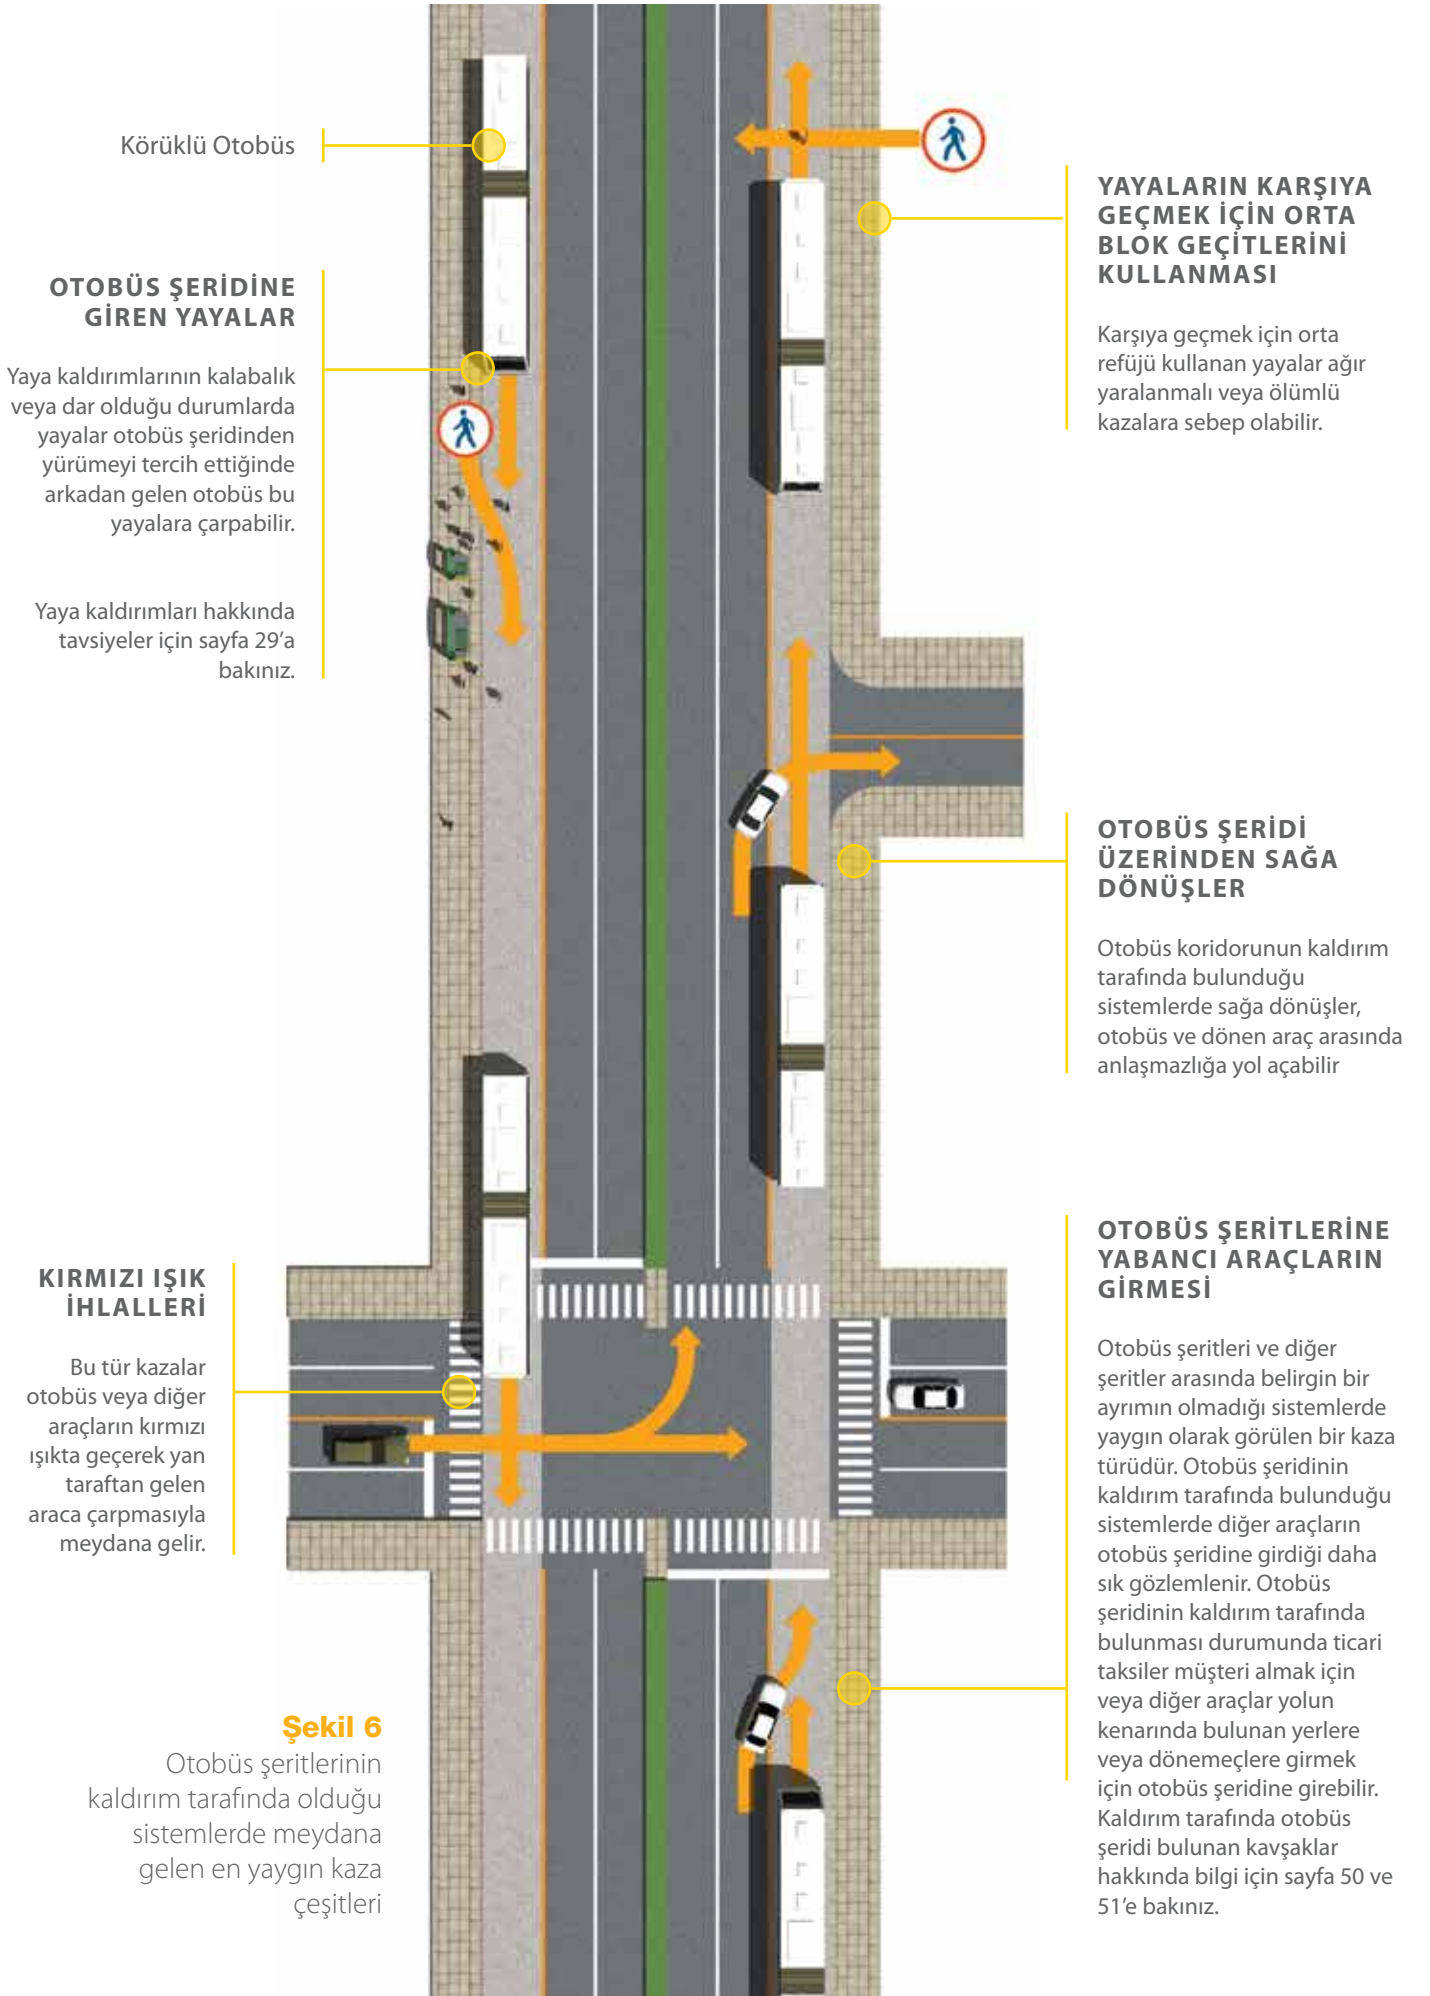 Körüklü Otobüs
OTOBÜS ŞERİDİNE
GİREN YAYALAR
Yaya kaldırımlarının kalabalık
veya dar olduğu durumlarda
yayalar otobüs şeridinden
yürümeyi tercih ettiğinde
arkadan gelen otobüs bu
yayalara çarpabilir.
Yaya kaldırımları hakkında
tavsiyeler için sayfa 29’a
bakınız.
KIRMIZI IŞIK
İHLALLERİ
Bu tür kazalar
otobüs veya diğer
araçların kırmızı
ışıkta geçerek yan
taraftan gelen
araca çarpmasıyla
meydana gelir.
Şekil 6
Otobüs şeritlerinin
kaldırım tarafında olduğu
sistemlerde meydana
gelen en yaygın kaza
çeşitleri
YAYALARIN KARŞIYA
GEÇMEK İÇİN ORTA
BLOK GEÇİTLERİNİ
KULLANMASI
Karşıya geçmek için orta
refüjü kullanan yayalar ağır
yaralanmalı veya ölümlü
kazalara sebep olabilir.
OTOBÜS ŞERİDİ
ÜZERİNDEN SAĞA
DÖNÜŞLER
Otobüs koridorunun kaldırım
tarafında bulunduğu
sistemlerde sağa dönüşler,
otobüs ve dönen araç arasında
anlaşmazlığa yol açabilir
OTOBÜS ŞERİTLERİNE
YABANCI ARAÇLARIN
GİRMESİ
Otobüs şeritleri ve diğer
şeritler arasında belirgin bir
ayrımın olmadığı sistemlerde
yaygın olarak görülen bir kaza
türüdür. Otobüs şeridinin
kaldırım tarafında bulunduğu
sistemlerde diğer araçların
otobüs şeridine girdiği daha
sık gözlemlenir. Otobüs
şeridinin kaldırım tarafında
bulunması durumunda ticari
taksiler müşteri almak için
veya diğer araçlar yolun
kenarında bulunan yerlere
veya dönemeçlere girmek
için otobüs şeridine girebilir.
Kaldırım tarafında otobüs
şeridi bulunan kavşaklar
hakkında bilgi için sayfa 50 ve
51’e bakınız.